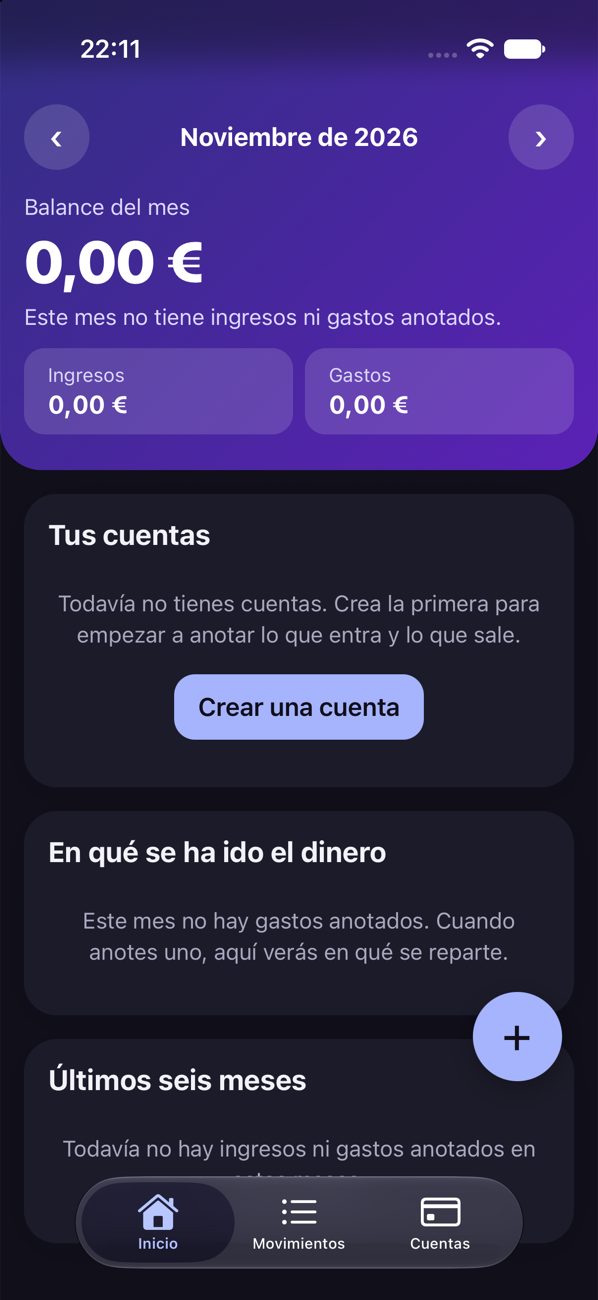 22:11
‹
Noviembre de 2026
›
Balance del mes
0,00 €
Este mes no tiene ingresos ni gastos anotados.
Ingresos
0,00 €
Gastos
0,00 €
Tus cuentas
Todavía no tienes cuentas. Crea la primera para
empezar a anotar lo que entra y lo que sale.
Crear una cuenta
En qué se ha ido el dinero
Este mes no hay gastos anotados. Cuando
anotes uno, aquí verás en qué se reparte.
+
Últimos seis meses
Todavía no hay ingresos ni gastos anotados en
Inicio
Movimientos
Cuentas